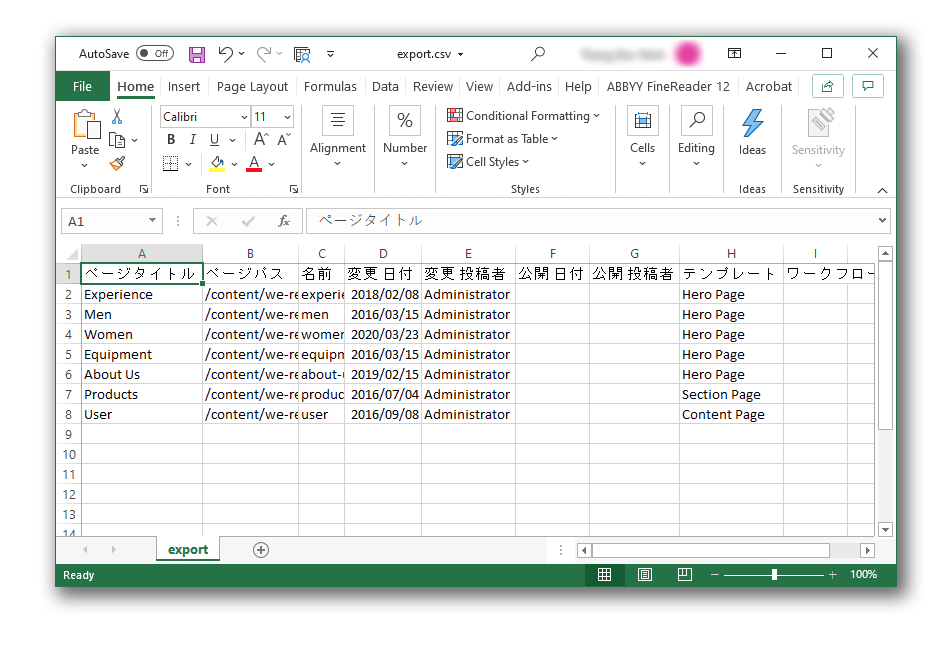 AutoSave Off export.csv
File Home Insert Page Layout Formulas Data Review View Add-ins Help ABBYY FineReader 12 Acrobat
Calibri 11 Conditional Formatting
B I U A A % Format as Table
Paste Alignment Number Cell Styles Cells Editing Ideas Sensitivity
A
Clipboard Font Styles Ideas Sensitivity
A1 fx ページタイトル
A B C D E F G H I
1 ページタイトル ページパス 名前 変更 日付 変更 投稿者 公開 日付 公開 投稿者 テンプレート ワークフロー
2 Experience /content/we-re experie 2018/02/08 Administrator Hero Page
3 Men /content/we-re men 2016/03/15 Administrator Hero Page
4 Women /content/we-re women 2020/03/23 Administrator Hero Page
5 Equipment /content/we-re equipm 2016/03/15 Administrator Hero Page
6 About Us /content/we-re about- 2019/02/15 Administrator Hero Page
7 Products /content/we-re produc 2016/07/04 Administrator Section Page
8 User /content/we-re user 2016/09/08 Administrator Content Page
9
10
11
12
13
14
export
Ready 100%